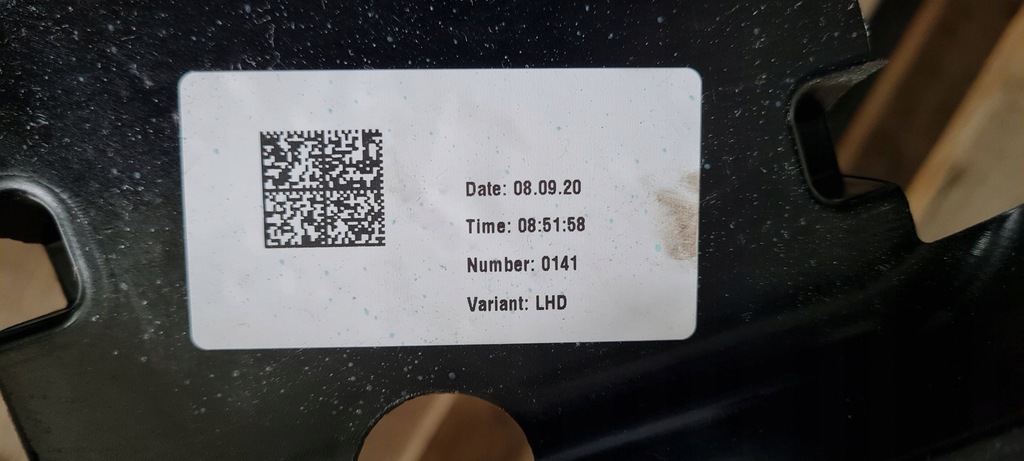 Date: 08.09.20
Time: 08:51:58
Number: 0141
Variant: LHD